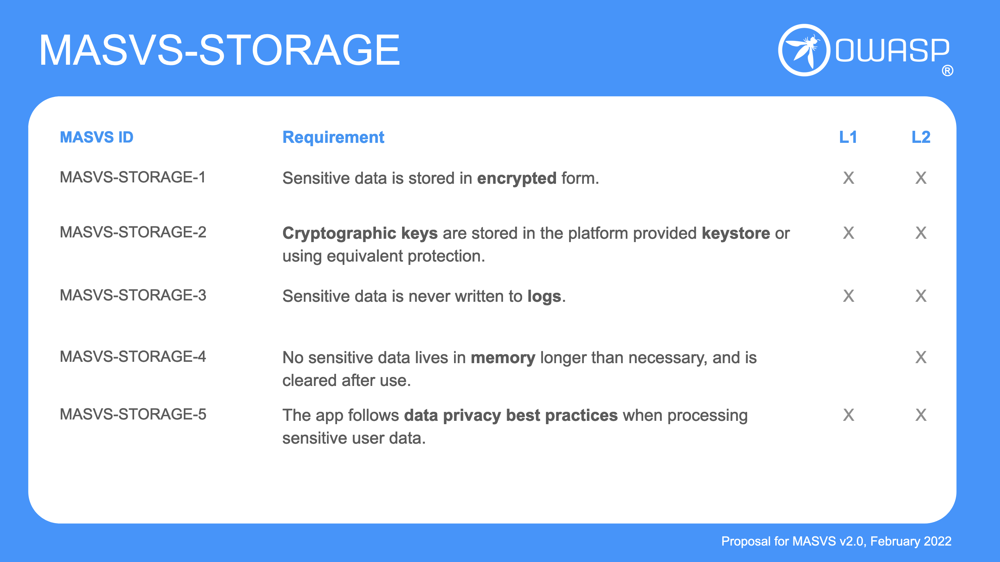 MASVS-STORAGE
OWASP®
MASVS ID Requirement L1 L2
MASVS-STORAGE-1 Sensitive data is stored in encrypted form. X X
MASVS-STORAGE-2 Cryptographic keys are stored in the platform provided keystore or X X
using equivalent protection.
MASVS-STORAGE-3 Sensitive data is never written to logs. X X
MASVS-STORAGE-4 No sensitive data lives in memory longer than necessary, and is X
cleared after use.
MASVS-STORAGE-5 The app follows data privacy best practices when processing X X
sensitive user data.
Proposal for MASVS v2.0, February 2022